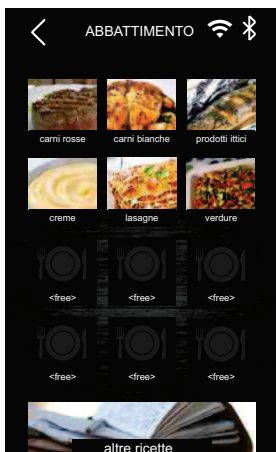 ABBATTIMENTO
carni rosse carni bianche prodotti ittici
creme lasagne verdure
<free> <free> <free>
<free> <free> <free>
altre ricette